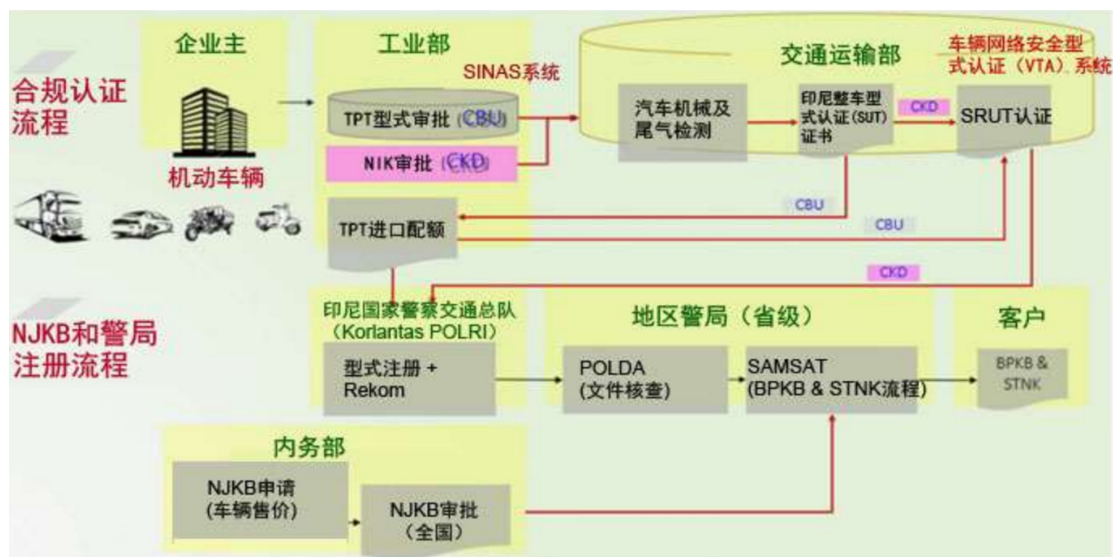 企业主
工业部
交通运输部
车辆网络安全型
式认证（VTA）系统
SINAS系统
合规认证
流程
机动车辆
TPT型式审批（CBU）
NIK审批（CKD）
汽车机械及
尾气检测
印尼整车型
式认证(SUT)
证书
CKD
SRUT认证
CBU
TPT进口配额
CBU
CKD
NJKB和警局
注册流程
印尼国家警察交通总队
（Korlantas POLRI）
地区警局（省级）
客户
型式注册 +
Rekom
POLDA
(文件核查)
SAMSAT
(BPKB & STNK流程)
BPKB &
STNK
内务部
NJKB申请
(车辆售价)
NJKB审批
（全国）